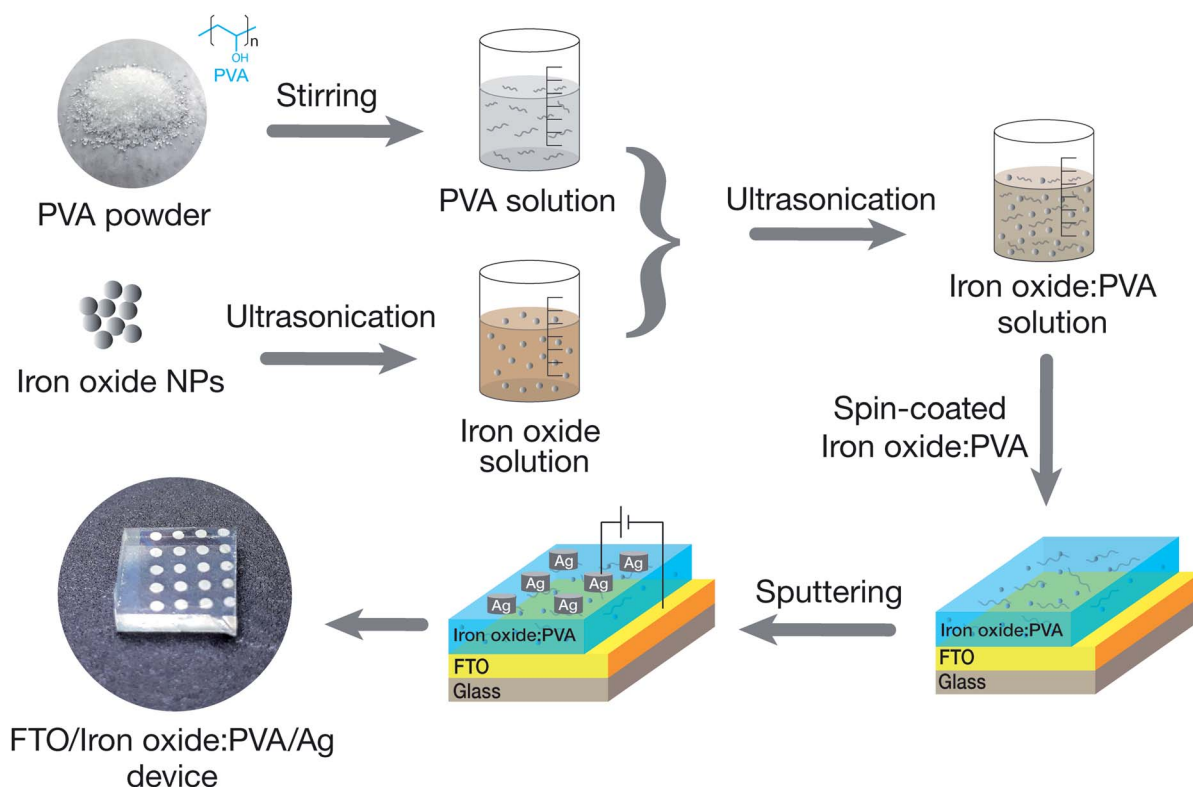 n
OH
PVA
PVA powder
Stirring
PVA solution
Iron oxide NPs
Ultrasonication
Iron oxide
solution
Ultrasonication
Iron oxide:PVA
solution
Spin-coated
Iron oxide:PVA
Iron oxide:PVA
FTO
Glass
Sputtering
Ag
Ag
Ag
Ag
Ag
Ag
Iron oxide:PVA
FTO
Glass
FTO/Iron oxide:PVA/Ag
device